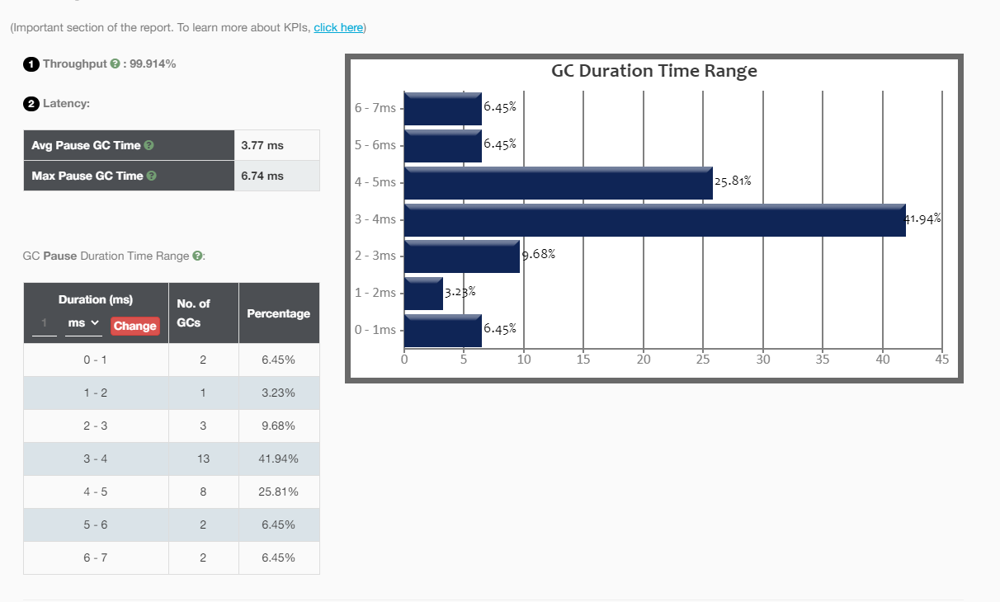 (Important section of the report. To learn more about KPIs, click here)
1 Throughput ? : 99.914%
2 Latency:
Avg Pause GC Time ? 3.77 ms
Max Pause GC Time ? 6.74 ms
GC Pause Duration Time Range ?:
Duration (ms) No. of GCs Percentage
1 ms Change
0 - 1 2 6.45%
1 - 2 1 3.23%
2 - 3 3 9.68%
3 - 4 13 41.94%
4 - 5 8 25.81%
5 - 6 2 6.45%
6 - 7 2 6.45%
GC Duration Time Range
6 - 7ms 6.45%
5 - 6ms 6.45%
4 - 5ms 25.81%
3 - 4ms 41.94%
2 - 3ms 9.68%
1 - 2ms 3.23%
0 - 1ms 6.45%
0 5 10 15 20 25 30 35 40 45